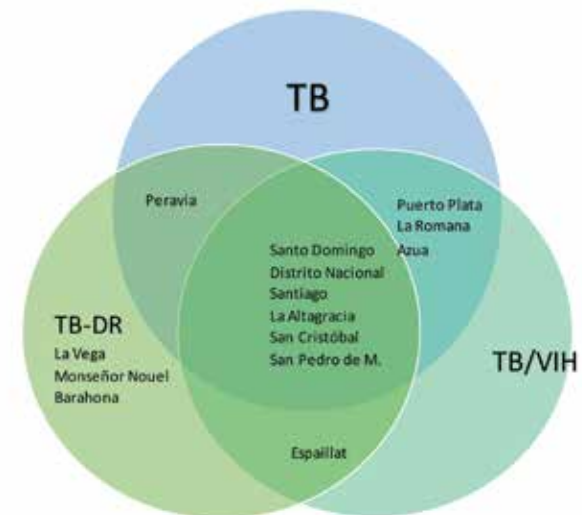 TB
Peravia
Puerto Plata
La Romana
Azua
Santo Domingo
Distrito Nacional
Santiago
La Altagracia
San Cristóbal
San Pedro de M.
TB-DR
La Vega
Monseñor Nouel
Barahona
TB/VIH
Espaillat